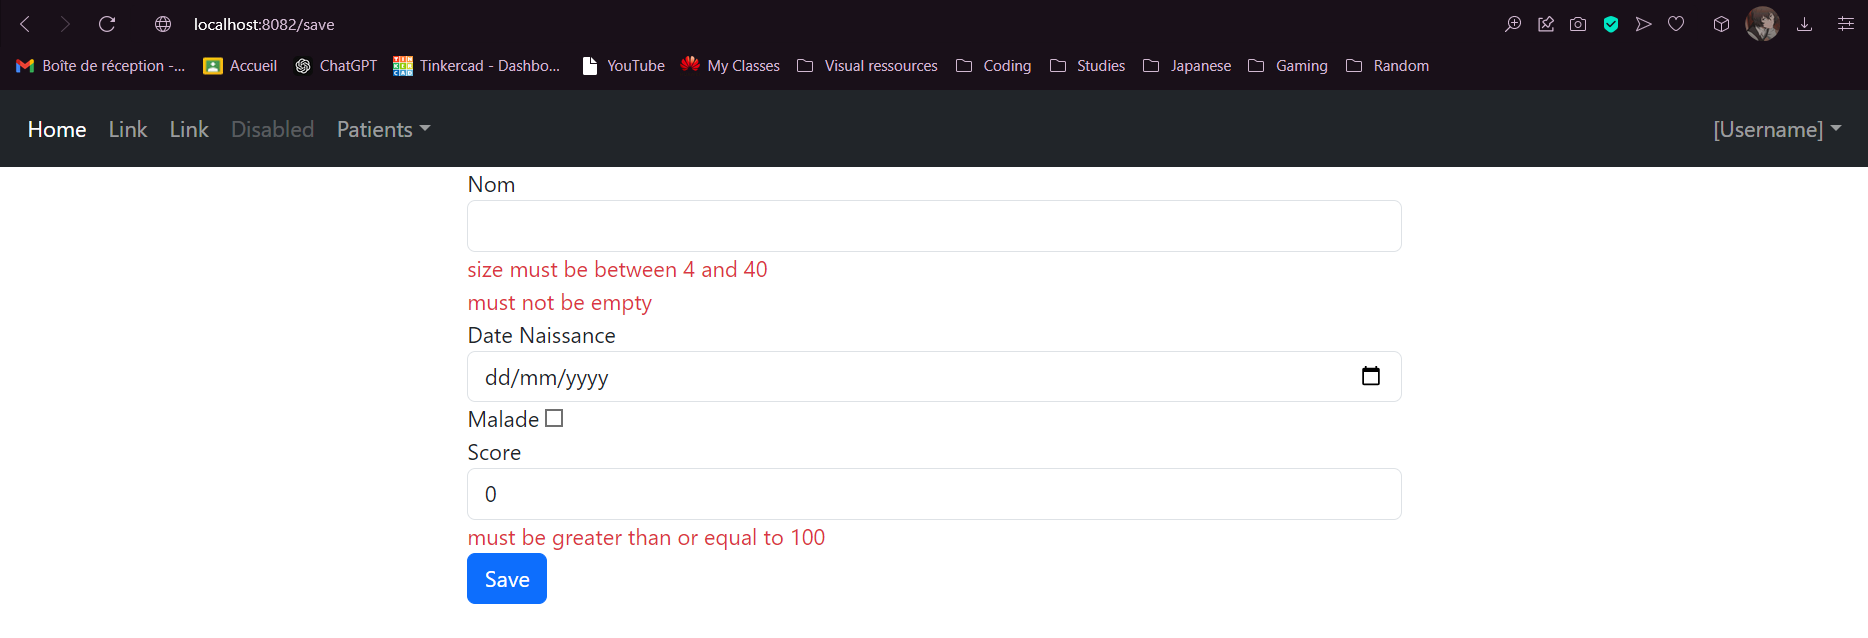 localhost:8082/save
Boîte de réception -... Accueil ChatGPT Tinkercad - Dashbo... YouTube My Classes Visual ressources Coding Studies Japanese Gaming Random
Home Link Link Disabled Patients [Username]
Nom
size must be between 4 and 40
must not be empty
Date Naissance
dd/mm/yyyy
Malade
Score
0
must be greater than or equal to 100
Save